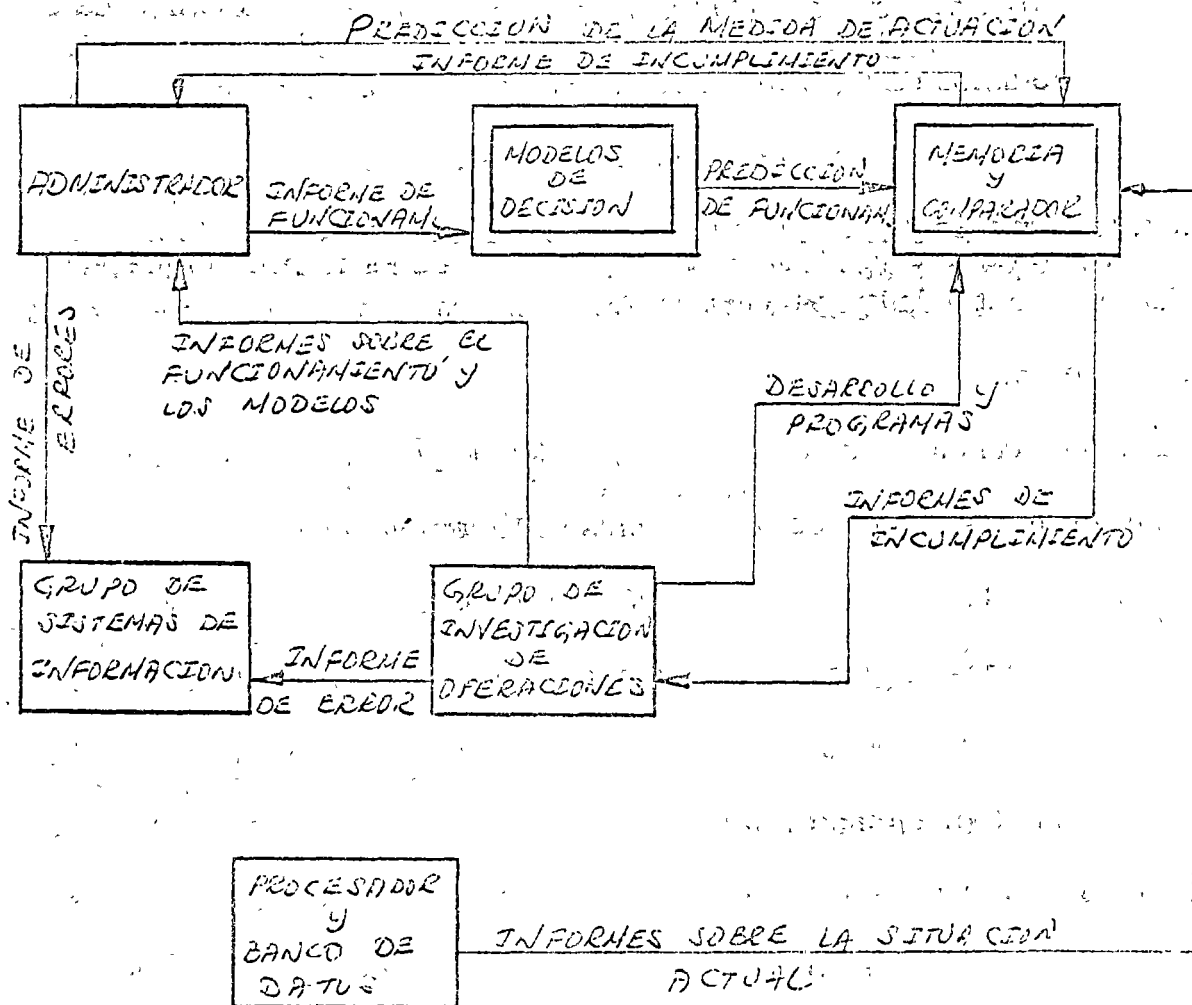 PREDICCION DE LA MEDIDA DE ACTUACION
INFORME DE INCUMPLIMIENTO
ADMINISTRADOR
INFORME DE
FUNCIONAM.
MODELOS
DE
DECISION
PREDICCION
DE FUNCIONAM
MEMORIA
y
COMPARADOR
INFORME DE
ERRORES
INFORMES SOBRE EL
FUNCIONAMIENTO y
LOS MODELOS
DESARROLLO y
PROGRAMAS
INFORMES DE
INCUMPLIMIENTO
GRUPO DE
SISTEMAS DE
INFORMACION
INFORME
DE ERROR
GRUPO DE
INVESTIGACION
DE
OPERACIONES
PROCESADOR
y
BANCO DE
DATOS
INFORMES SOBRE LA SITUACION
ACTUAL